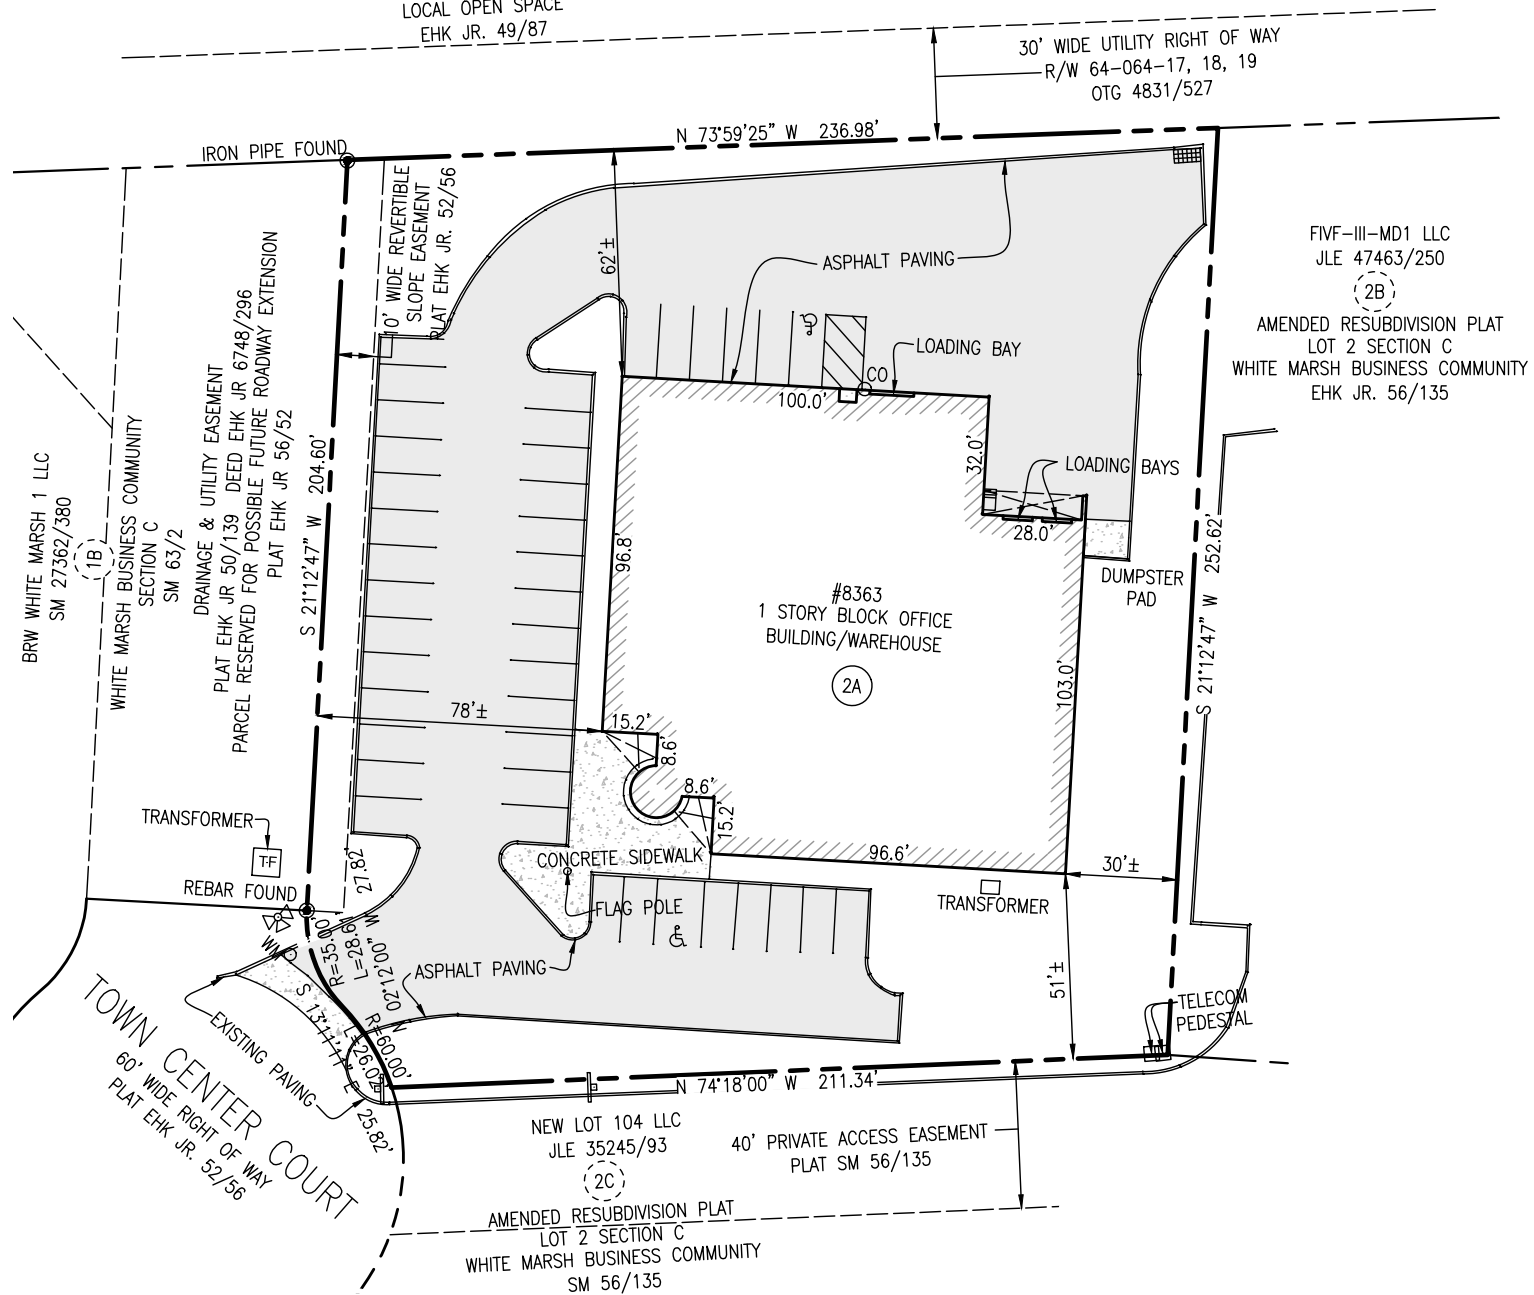 LOCAL OPEN SPACE
EHK JR. 49/87
30' WIDE UTILITY RIGHT OF WAY
R/W 64-064-17, 18, 19
OTG 4831/527
N 73°59'25" W 236.98'
IRON PIPE FOUND
10' WIDE REVERTIBLE
SLOPE EASEMENT
PLAT EHK JR. 52/56
62'±
ASPHALT PAVING
FIVF-III-MD1 LLC
JLE 47463/250
2B
AMENDED RESUBDIVISION PLAT
LOT 2 SECTION C
WHITE MARSH BUSINESS COMMUNITY
EHK JR. 56/135
LOADING BAY
CO
100.0'
32.0'
LOADING BAYS
28.0'
DUMPSTER
PAD
S 21°12'47" W 252.62'
BRW WHITE MARSH 1 LLC
SM 27362/380
1B
WHITE MARSH BUSINESS COMMUNITY
SECTION C
SM 63/2
DRAINAGE & UTILITY EASEMENT
PLAT EHK JR 50/139 DEED EHK JR 6748/296
PARCEL RESERVED FOR POSSIBLE FUTURE ROADWAY EXTENSION
PLAT EHK JR 56/52
S 21°12'47" W 204.60'
96.8'
#8363
1 STORY BLOCK OFFICE
BUILDING/WAREHOUSE
2A
103.0'
78'±
15.2'
8.6'
8.6'
15.2'
96.6'
30'±
TRANSFORMER
TF
REBAR FOUND
27.82'
CONCRETE SIDEWALK
FLAG POLE
TRANSFORMER
WM
R=35.00'
L=28.64'
N 02°12'00" W
ASPHALT PAVING
51'±
TELECOM
PEDESTAL
S 13°11'11" E 25.82'
R=60.00'
L=26.02'
EXISTING PAVING
TOWN CENTER COURT
60' WIDE RIGHT OF WAY
PLAT EHK JR. 52/56
N 74°18'00" W 211.34'
NEW LOT 104 LLC
JLE 35245/93
2C
AMENDED RESUBDIVISION PLAT
LOT 2 SECTION C
WHITE MARSH BUSINESS COMMUNITY
SM 56/135
40' PRIVATE ACCESS EASEMENT
PLAT SM 56/135